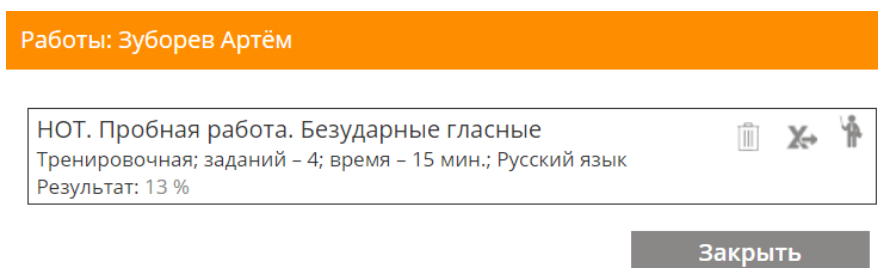 Работы: Зуборев Артём
НОТ. Пробная работа. Безударные гласные
Тренировочная; заданий – 4; время – 15 мин.; Русский язык
Результат: 13 %
Закрыть